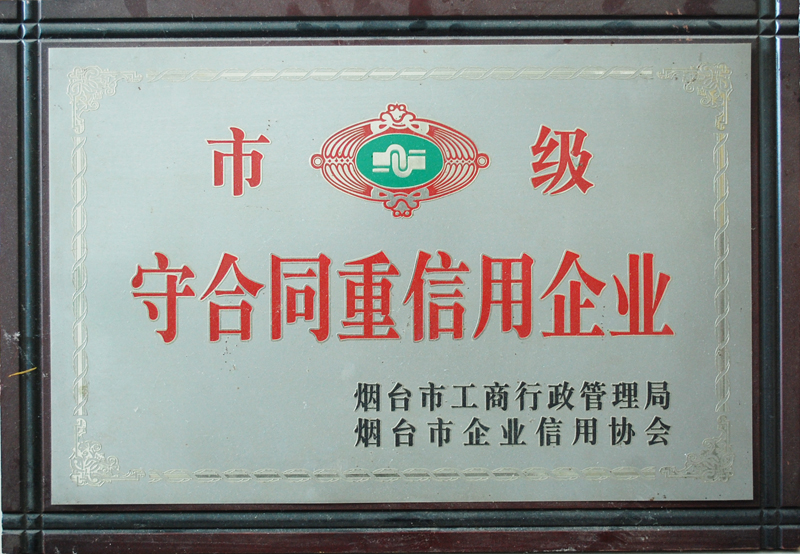 市 级
守合同重信用企业
烟台市工商行政管理局
烟台市企业信用协会